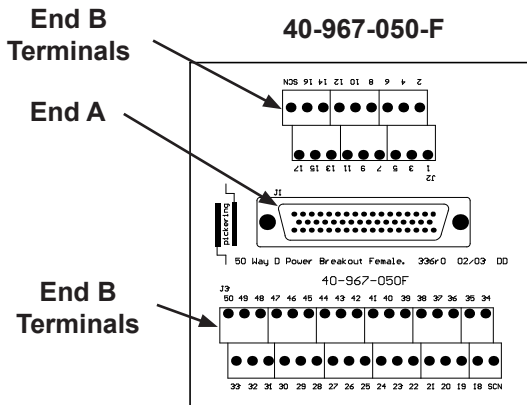 40-967-050-F
End B
Terminals
SCN 16 14 12 10 8 6 4 2
End A
17 15 13 11 9 7 5 3 1
J2
J1
pickering
50 Way D Power Breakout Female. 336r0 02/03 DD
40-967-050F
End B
Terminals
J3
50 49 48 47 46 45 44 43 42 41 40 39 38 37 36 35 34
33 32 31 30 29 28 27 26 25 24 23 22 21 20 19 18 SCN